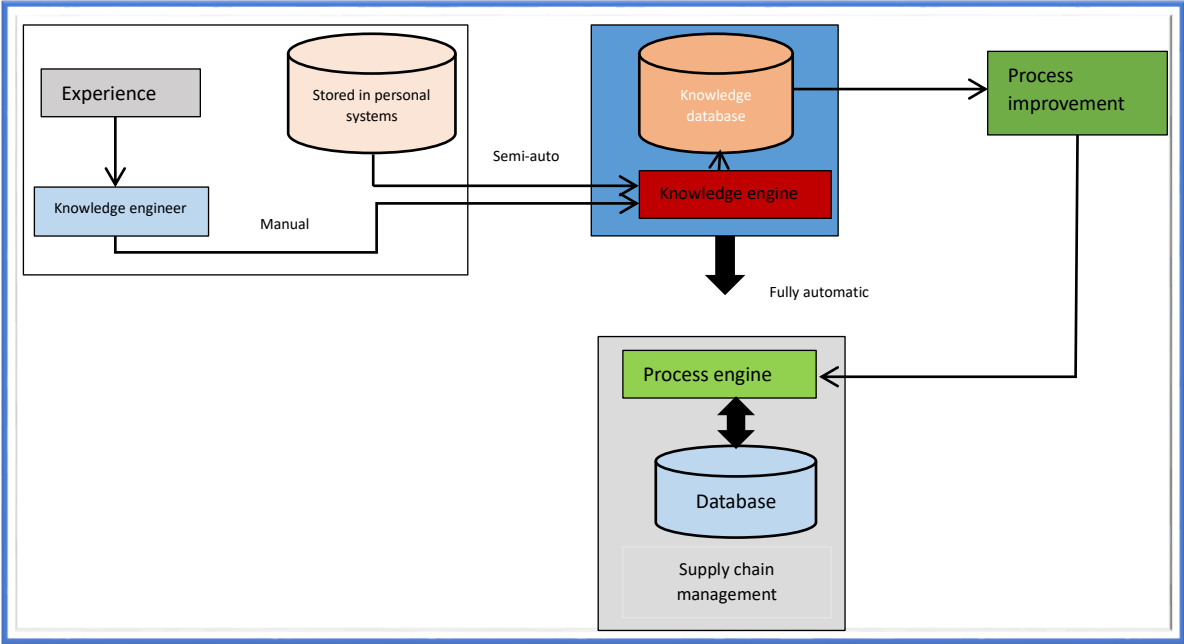 Experience
Stored in personal
systems
Knowledge
database
Process
improvement
Semi-auto
Knowledge engineer
Knowledge engine
Manual
Fully automatic
Process engine
Database
Supply chain
management